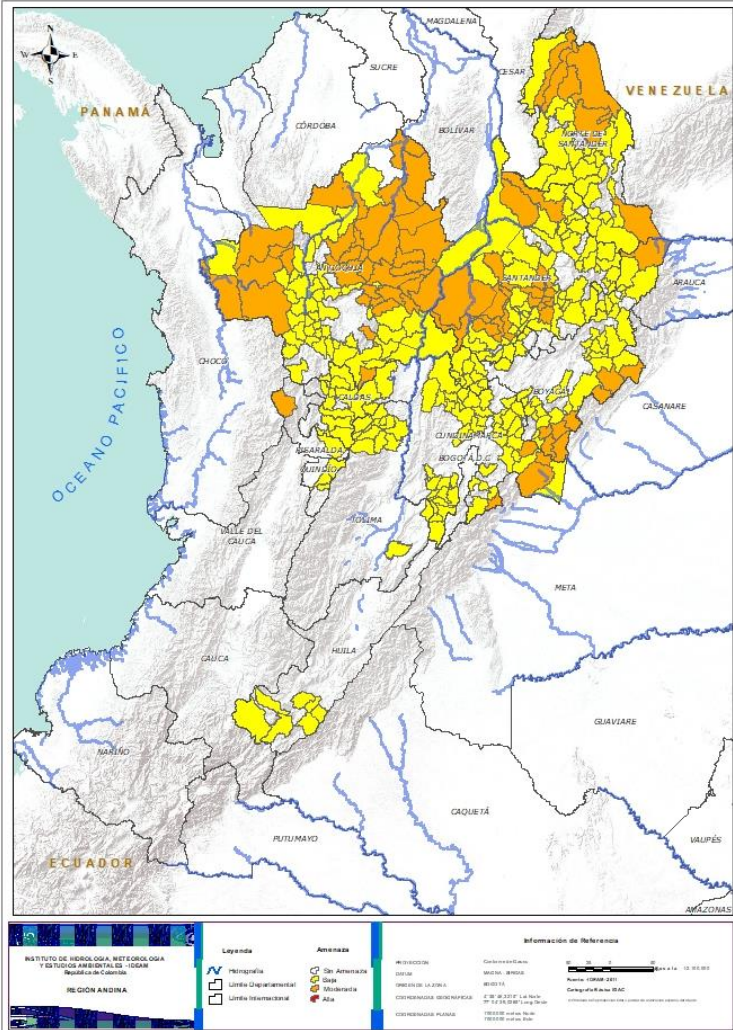 N
W
E
S
MAGDALENA
SUCRE
CESAR
VENEZUELA
PANAMÁ
CÓRDOBA
BOLÍVAR
NORTE DE
SANTANDER
ANTIOQUIA
SANTANDER
ARAUCA
OCEANO PACIFICO
CHOCÓ
BOYACÁ
CALDAS
CASANARE
CUNDINAMARCA
RISARALDA
BOGOTÁ, D.C.
QUINDÍO
TOLIMA
VALLE DEL
CAUCA
META
HUILA
CAUCA
GUAVIARE
NARIÑO
CAQUETÁ
PUTUMAYO
VAUPÉS
ECUADOR
AMAZONAS
INSTITUTO DE HIDROLOGIA, METEOROLOGIA
Y ESTUDIOS AMBIENTALES - IDEAM
República de Colombia
REGIÓN ANDINA
Leyenda
Hidrografía
Límite Departamental
Límite Internacional
Amenaza
Sin Amenaza
Baja
Moderada
Alta
Información de Referencia
PROYECCIÓN
DATUM
ORIGEN DE LA ZONA
BOGOTÁ
COORDENADAS GEOGRÁFICAS
COORDENADAS PLANAS